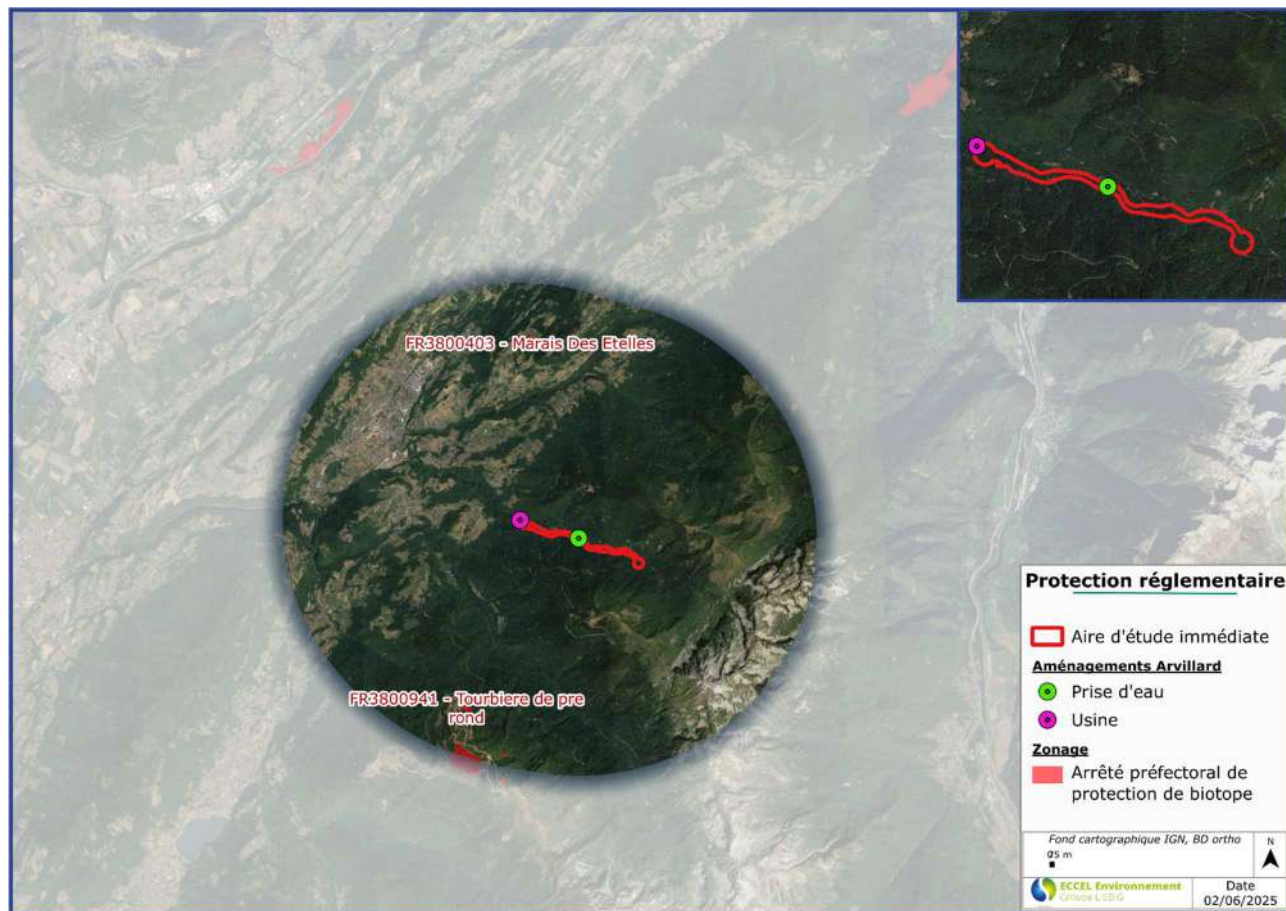 FR3800403 - Marais Des Etelles
FR3800941 - Tourbiere de pre
rond
Protection réglementaire
Aire d'étude immédiate
Aménagements Arvillard
Prise d'eau
Usine
Zonage
Arrêté préfectoral de
protection de biotope
Fond cartographique IGN, BD ortho
N
ECCEL Environnement
Date
02/06/2025